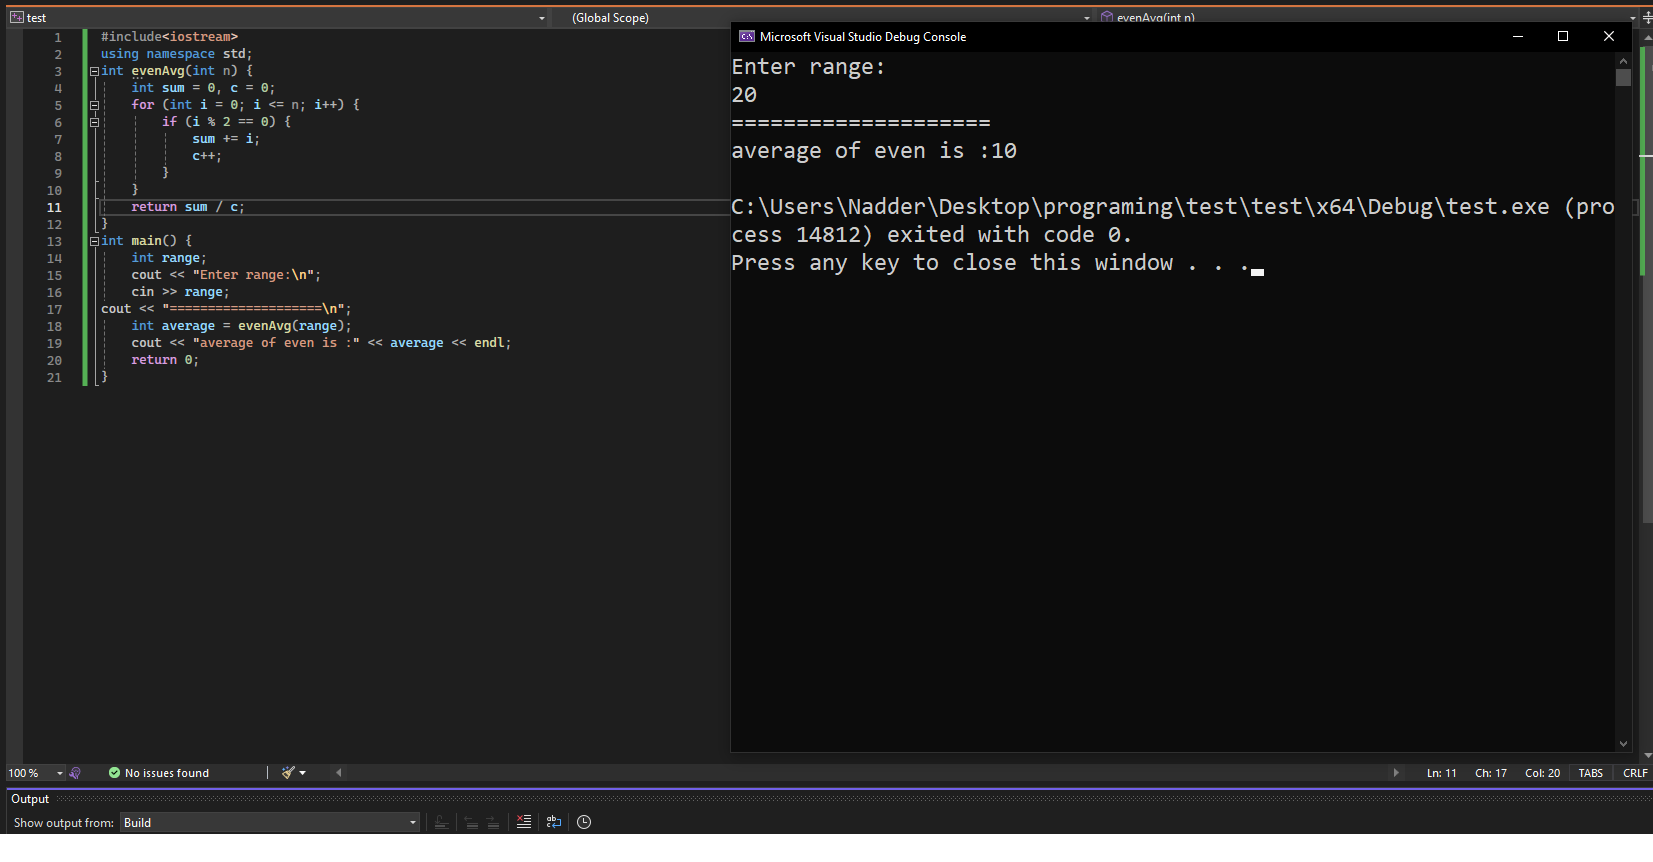 test (Global Scope) evenAvg(int n)
1 #include<iostream>
2 using namespace std;
3 int evenAvg(int n) {
4 int sum = 0, c = 0;
5 for (int i = 0; i <= n; i++) {
6 if (i % 2 == 0) {
7 sum += i;
8 c++;
9 }
10 }
11 return sum / c;
12 }
13 int main() {
14 int range;
15 cout << "Enter range:\n";
16 cin >> range;
17 cout << "====================\n";
18 int average = evenAvg(range);
19 cout << "average of even is :" << average << endl;
20 return 0;
21 }
Microsoft Visual Studio Debug Console
Enter range:
20
====================
average of even is :10
C:\Users\Nadder\Desktop\programing\test\test\x64\Debug\test.exe (pro
cess 14812) exited with code 0.
Press any key to close this window . . .
100 % No issues found Ln: 11 Ch: 17 Col: 20 TABS CRLF
Output
Show output from: Build